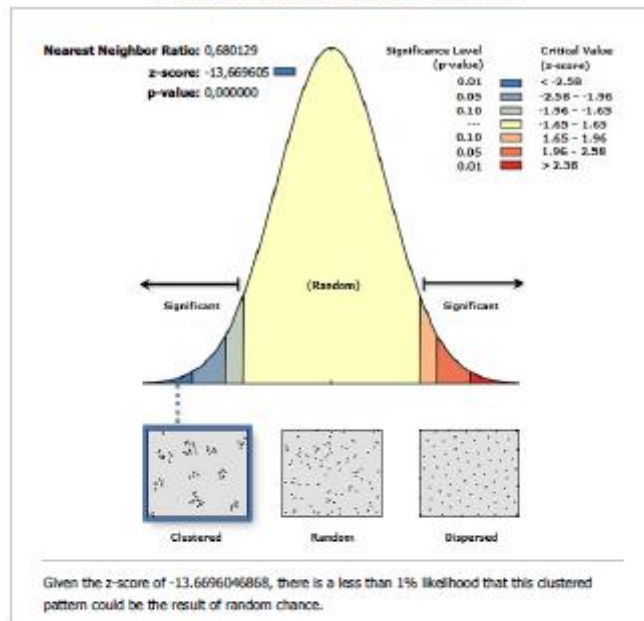 Nearest Neighbor Ratio: 0,680129
z-score: -13,669605
p-value: 0,000000
Significance Level
(p-value)
Critical Value
(z-score)
0.01 < -2.58
0.05 -2.58 - -1.96
0.10 -1.96 - -1.65
--- -1.65 - 1.65
0.10 1.65 - 1.96
0.05 1.96 - 2.58
0.01 > 2.58
(Random)
Significant
Significant
Clustered
Random
Dispersed
Given the z-score of -13.6696046868, there is a less than 1% likelihood that this clustered
pattern could be the result of random chance.